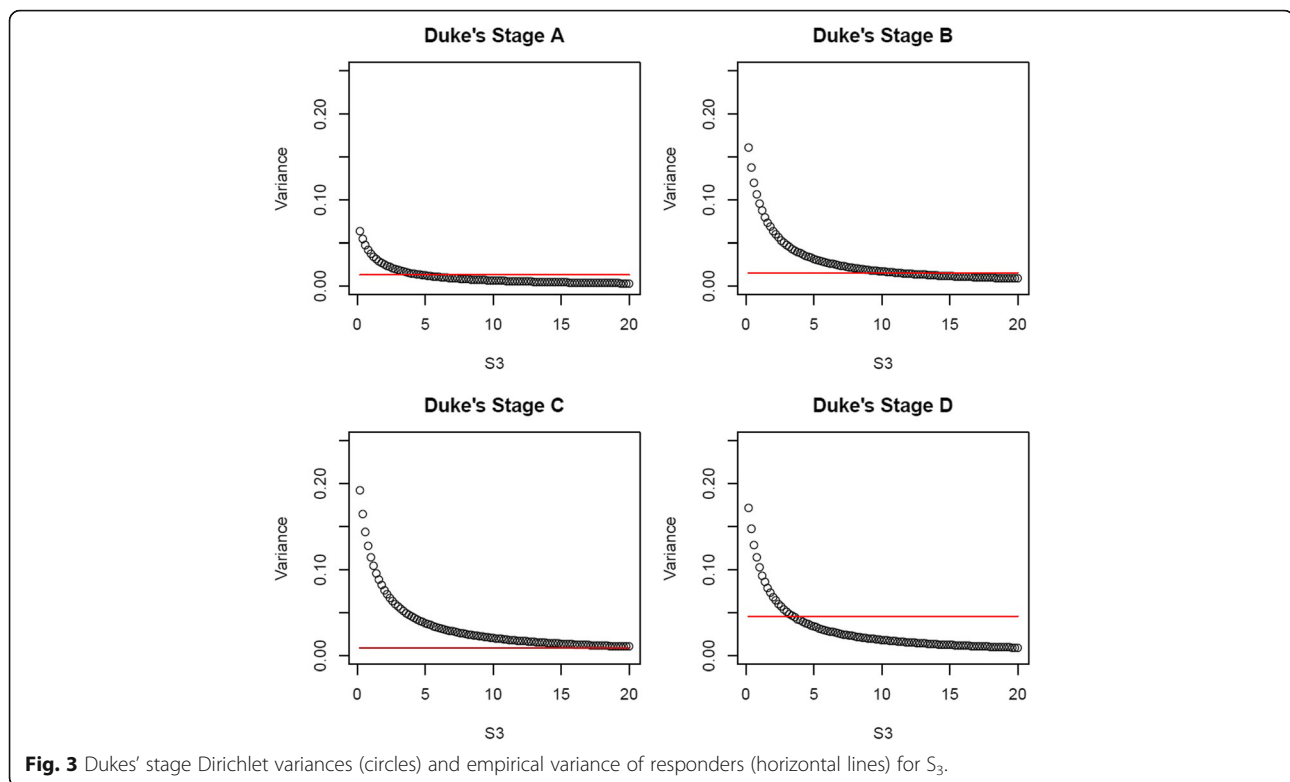 Duke's Stage A
Variance
0.20
0.10
0.00
0 5 10 15 20
S3
Duke's Stage B
Variance
0.20
0.10
0.00
0 5 10 15 20
S3
Duke's Stage C
Variance
0.20
0.10
0.00
0 5 10 15 20
S3
Duke's Stage D
Variance
0.20
0.10
0.00
0 5 10 15 20
S3
Fig. 3 Dukes' stage Dirichlet variances (circles) and empirical variance of responders (horizontal lines) for S₃.